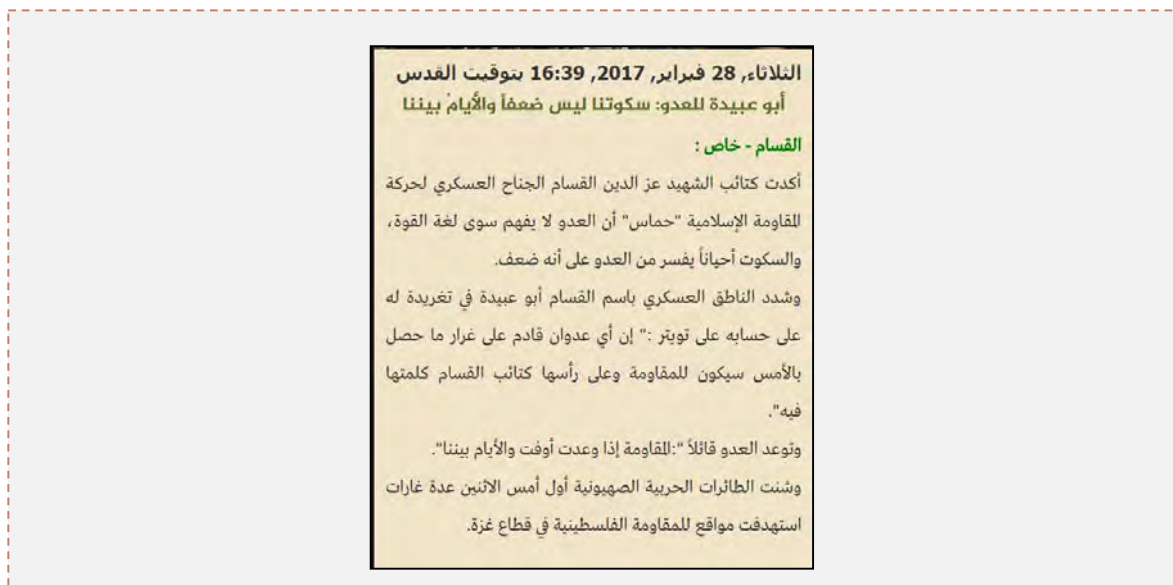 الثلاثاء, 28 فبراير, 2017, 16:39 بتوقيت القدس
أبو عبيدة للعدو: سكوتنا ليس ضعفاً والأيامُ بيننا
القسام - خاص :
أكدت كتائب الشهيد عز الدين القسام الجناح العسكري لحركة
المقاومة الإسلامية "حماس" أن العدو لا يفهم سوى لغة القوة،
والسكوت أحياناً يفسر من العدو على أنه ضعف.
وشدد الناطق العسكري باسم القسام أبو عبيدة في تغريدة له
على حسابه على تويتر :" إن أي عدوان قادم على غرار ما حصل
بالأمس سيكون للمقاومة وعلى رأسها كتائب القسام كلمتها
فيه".
وتوعد العدو قائلاً ":المقاومة إذا وعدت أوفت والأيام بيننا".
وشنت الطائرات الحربية الصهيونية أول أمس الاثنين عدة غارات
استهدفت مواقع للمقاومة الفلسطينية في قطاع غزة.